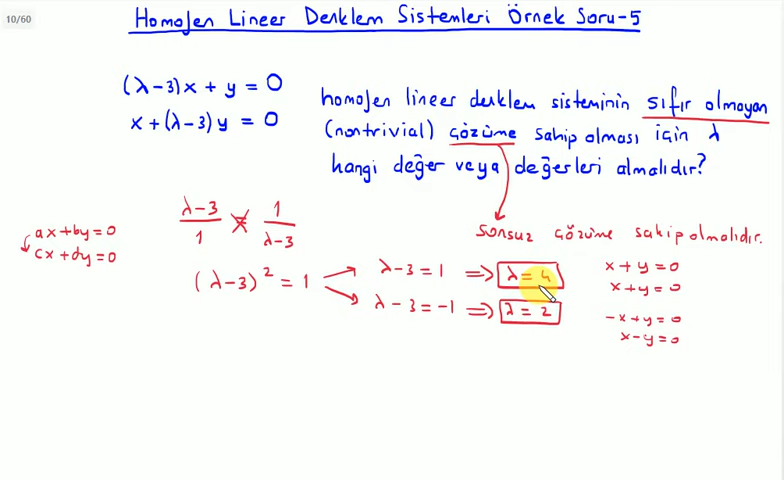 10/60
Homojen Lineer Denklem Sistemleri Örnek Soru-5
(λ-3)x + y = 0
x + (λ-3) y = 0
homojen lineer denklem sisteminin sıfır olmayan
(nontrivial) çözüme sahip olması için λ
hangi değer veya değerleri almalıdır?
sonsuz çözüme sahip olmalıdır.
ax+by=0
cx+dy=0
λ-3/1 = 1/λ-3
(λ-3)² = 1
λ-3 = 1 ⇒ λ = 4
λ-3 = -1 ⇒ λ = 2
x+y=0
x+y=0
-x+y=0
x-y=0